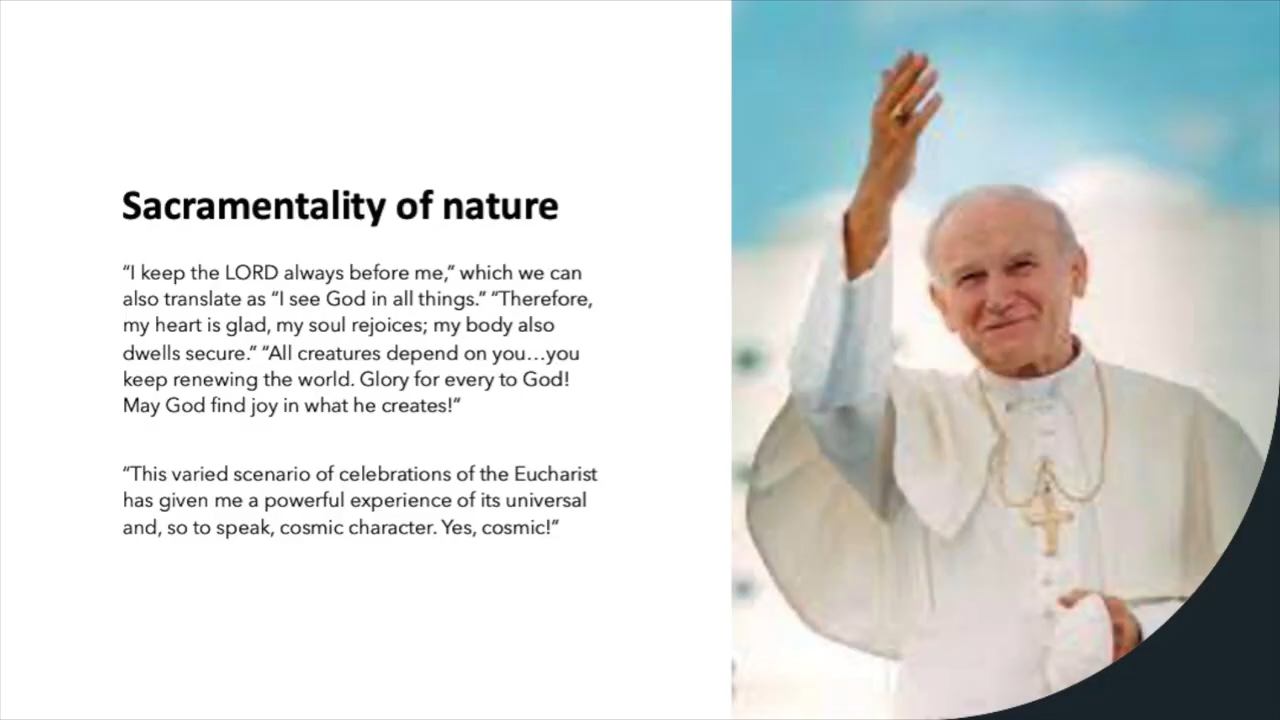 Sacramentality of nature
“I keep the LORD always before me,” which we can
also translate as “I see God in all things.” “Therefore,
my heart is glad, my soul rejoices; my body also
dwells secure.” “All creatures depend on you…you
keep renewing the world. Glory for every to God!
May God find joy in what he creates!”
“This varied scenario of celebrations of the Eucharist
has given me a powerful experience of its universal
and, so to speak, cosmic character. Yes, cosmic!”